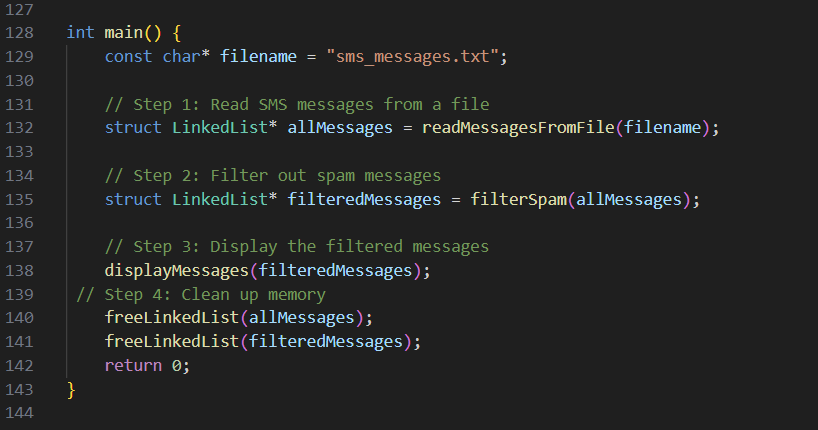 127
128 int main() {
129 const char* filename = "sms_messages.txt";
130
131 // Step 1: Read SMS messages from a file
132 struct LinkedList* allMessages = readMessagesFromFile(filename);
133
134 // Step 2: Filter out spam messages
135 struct LinkedList* filteredMessages = filterSpam(allMessages);
136
137 // Step 3: Display the filtered messages
138 displayMessages(filteredMessages);
139 // Step 4: Clean up memory
140 freeLinkedList(allMessages);
141 freeLinkedList(filteredMessages);
142 return 0;
143 }
144